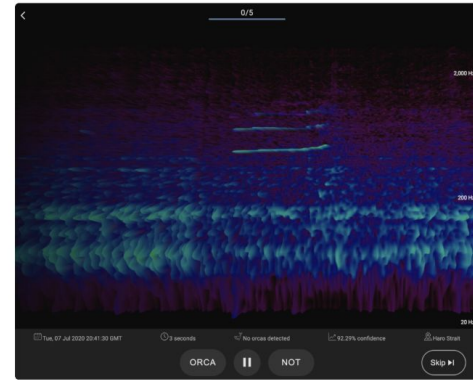 0/5
2,000 Hz
200 Hz
20 Hz
Tue, 07 Jul 2020 20:41:30 GMT
3 seconds
No orcas detected
92.29% confidence
Haro Strait
ORCA
NOT
Skip